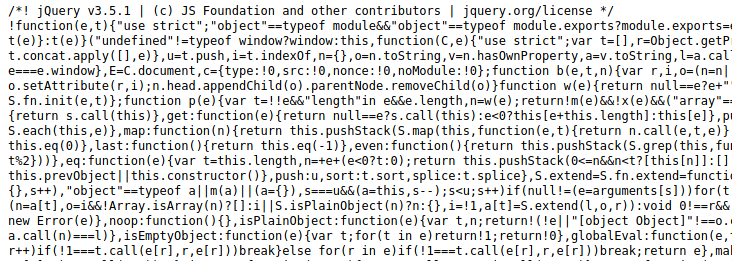 /*! jQuery v3.5.1 | (c) JS Foundation and other contributors | jquery.org/license */
!function(e,t){"use strict";"object"==typeof module&&"object"==typeof module.exports?module.exports=e
t(e)}:t(e)}("undefined"!=typeof window?window:this,function(C,e){"use strict";var t=[],r=Object.getPr
t.concat.apply([],e)},u=t.push,i=t.indexOf,n={},o=n.toString,v=n.hasOwnProperty,a=v.toString,l=a.call
e===e.window},E=C.document,c={type:!0,src:!0,nonce:!0,noModule:!0};function b(e,t,n){var r,i,o=(n=n||
o.setAttribute(r,i);n.head.appendChild(o).parentNode.removeChild(o)}function w(e){return null==e?e+""
S.fn.init(e,t)};function p(e){var t=!!e&&"length"in e&&e.length,n=w(e);return!m(e)&&!x(e)&&("array"==
{return s.call(this)},get:function(e){return null==e?s.call(this):e<0?this[e+this.length]:this[e]},pu
S.each(this,e)},map:function(n){return this.pushStack(S.map(this,function(e,t){return n.call(e,t,e)}
this.eq(0)},last:function(){return this.eq(-1)},even:function(){return this.pushStack(S.grep(this,fun
t%2}))},eq:function(e){var t=this.length,n=+e+(e<0?t:0);return this.pushStack(0<=n&&n<t?[this[n]]:[]
this.prevObject||this.constructor()},push:u,sort:t.sort,splice:t.splice},S.extend=S.fn.extend=functio
{},s++),"object"==typeof a||m(a)||(a={}),s===u&&(a=this,s--);s<u;s++)if(null!=(e=arguments[s]))for(t
(n=a[t],o=i&&!Array.isArray(n)?[]:i||S.isPlainObject(n)?n:{},i=!1,a[t]=S.extend(l,o,r)):void 0!==r&&
new Error(e)},noop:function(){},isPlainObject:function(e){var t,n;return!(!e||"[object Object]"!==o.c
a.call(n)===l)},isEmptyObject:function(e){var t;for(t in e)return!1;return!0},globalEval:function(e,t
r++)if(!1===t.call(e[r],r,e[r]))break}else for(r in e)if(!1===t.call(e[r],r,e[r]))break;return e},mak